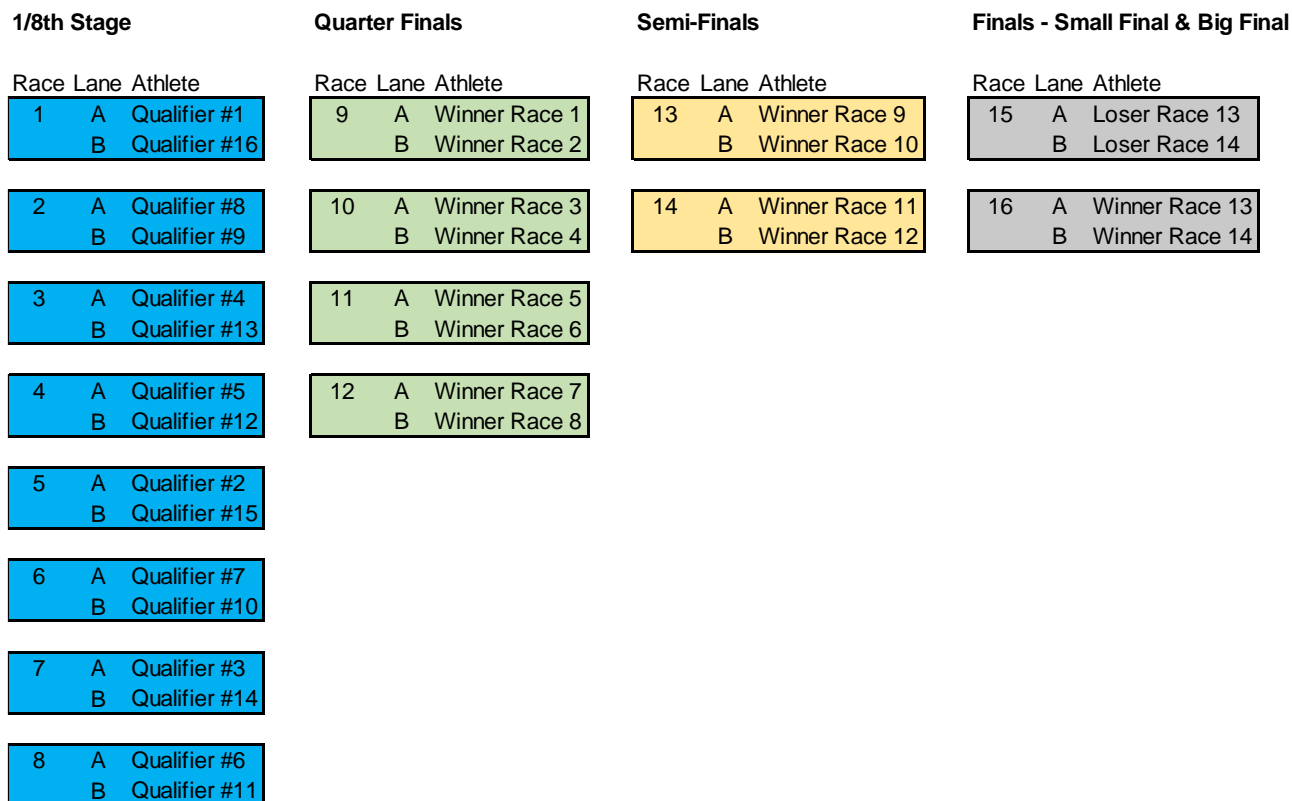 1/8th Stage Quarter Finals Semi-Finals Finals - Small Final & Big Final
Race Lane Athlete Race Lane Athlete Race Lane Athlete Race Lane Athlete
1 A Qualifier #1 9 A Winner Race 1 13 A Winner Race 9 15 A Loser Race 13
B Qualifier #16 B Winner Race 2 B Winner Race 10 B Loser Race 14
2 A Qualifier #8 10 A Winner Race 3 14 A Winner Race 11 16 A Winner Race 13
B Qualifier #9 B Winner Race 4 B Winner Race 12 B Winner Race 14
3 A Qualifier #4 11 A Winner Race 5
B Qualifier #13 B Winner Race 6
4 A Qualifier #5 12 A Winner Race 7
B Qualifier #12 B Winner Race 8
5 A Qualifier #2
B Qualifier #15
6 A Qualifier #7
B Qualifier #10
7 A Qualifier #3
B Qualifier #14
8 A Qualifier #6
B Qualifier #11